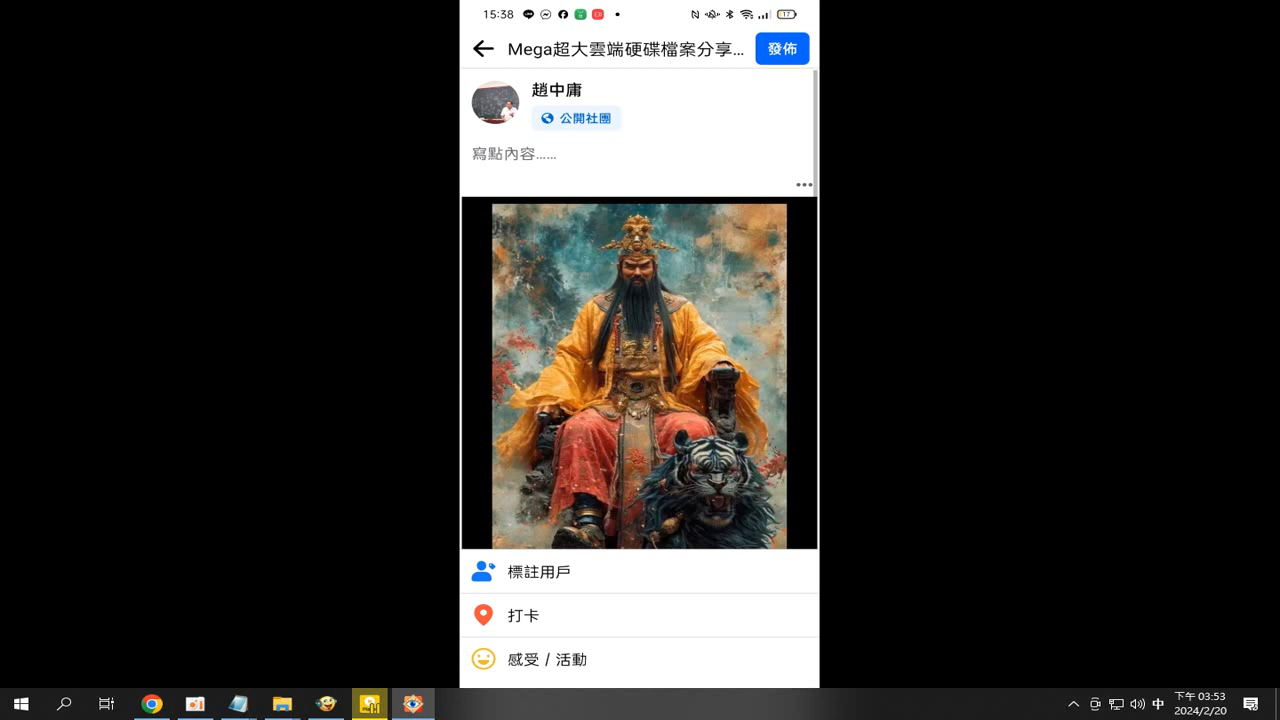 15:38
17
Mega超大雲端硬碟檔案分享...
發佈
趙中庸
公開社團
寫點內容......
標註用戶
打卡
感受 / 活動
中
下午 03:53
2024/2/20